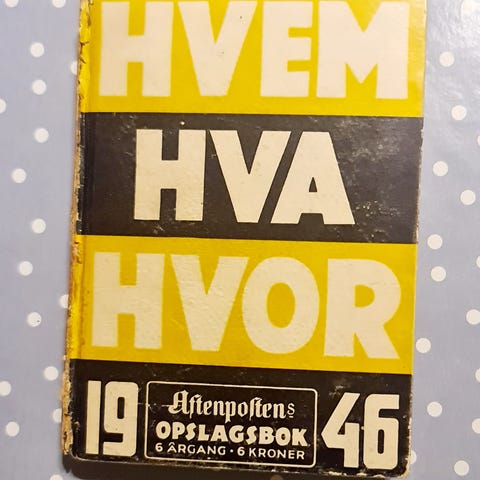 HVEM
HVA
HVOR
19 Aftenpostens 46
OPSLAGSBOK
6 ÅRGANG · 6 KRONER